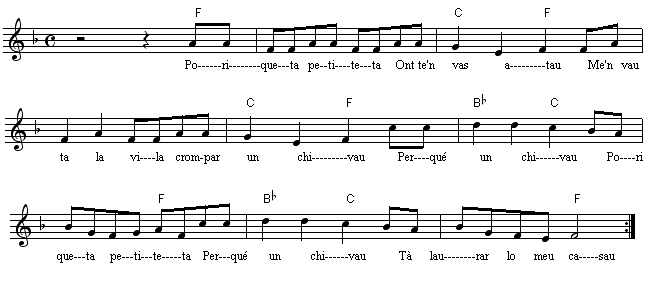 F C F
Po------ri--------que---ta pe--ti---te---ta Ont te'n vas a---------tau Me'n vau
C F B♭ C
ta la vi----la crom-par un chi---------vau Per---qué un chi------vau Po----ri
F B♭ C F
que---ta pe---ti---te-----ta Per---qué un chi-----vau Tà lau-------rar lo meu ca-----sau